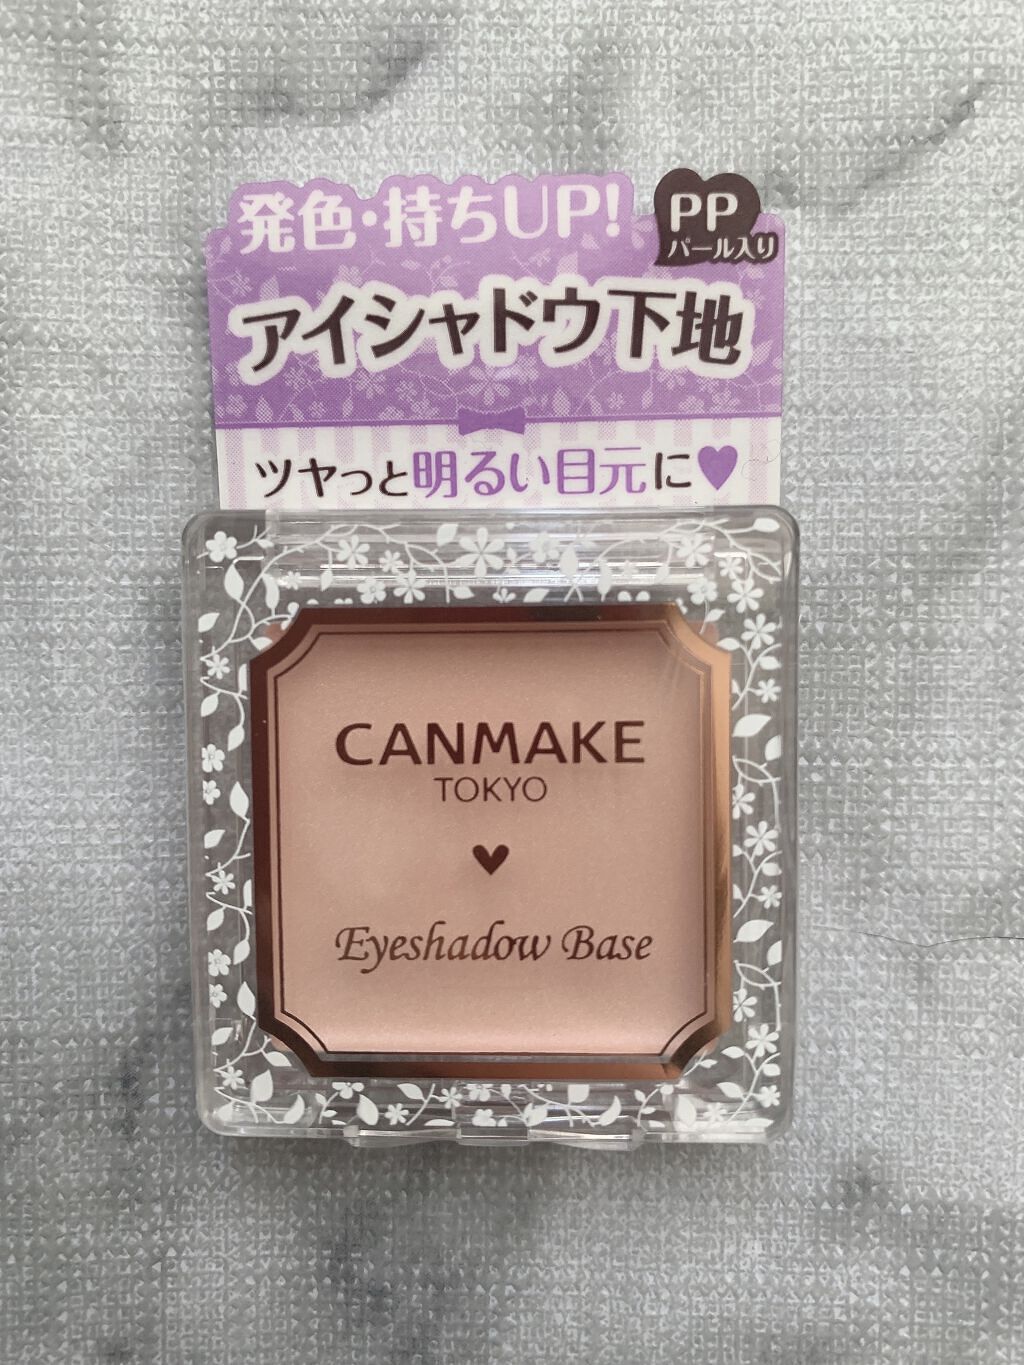 発色・持ちUP!
PP
パール入り
アイシャドウ下地
ツヤっと明るい目元に♥
CANMAKE
TOKYO
♥
Eyeshadow Base